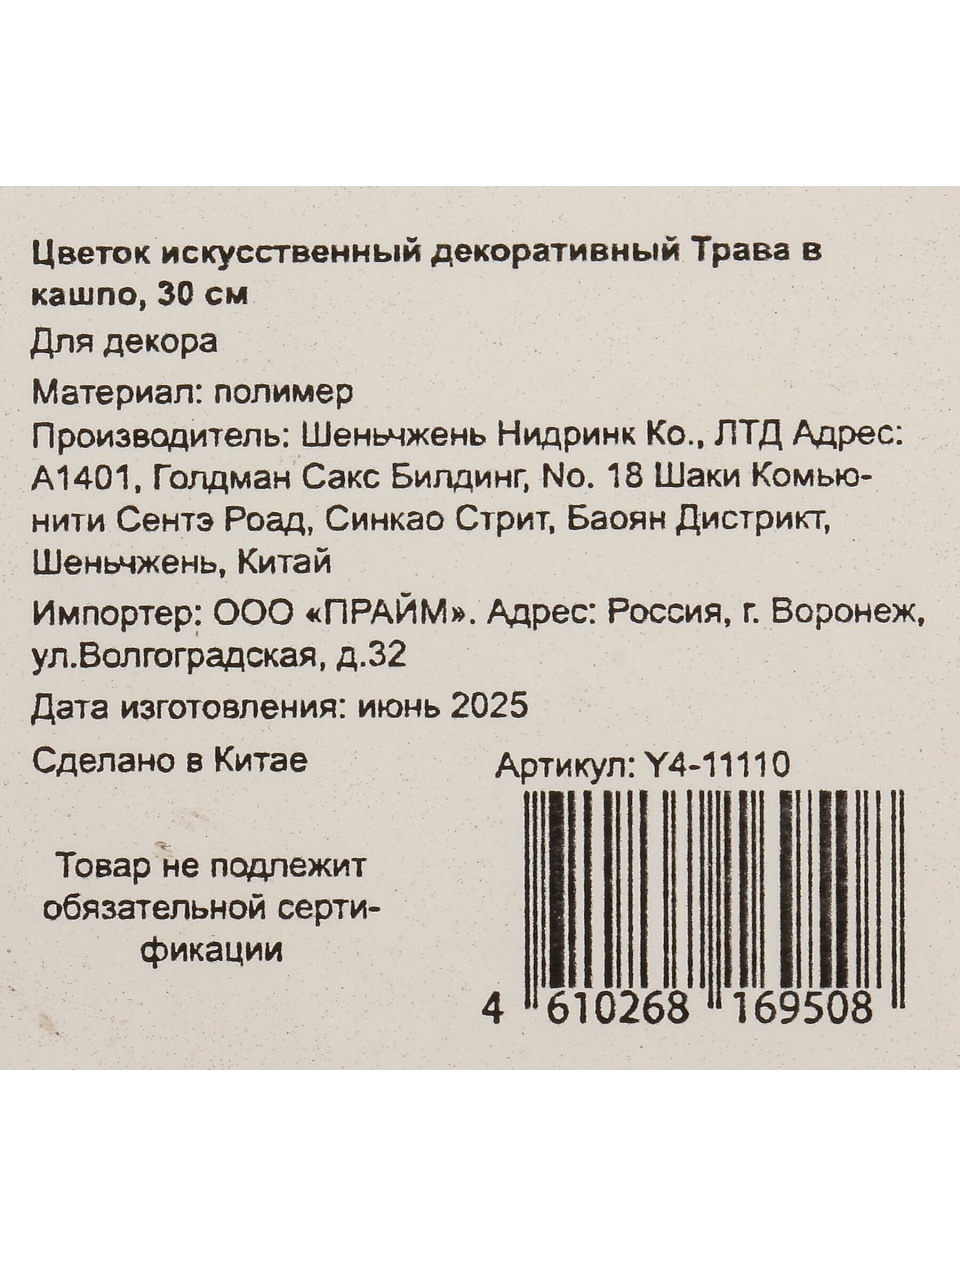 Цветок искусственный декоративный Трава в
кашпо, 30 см
Для декора
Материал: полимер
Производитель: Шеньчжень Нидринк Ко., ЛТД Адрес:
А1401, Голдман Сакс Билдинг, No. 18 Шаки Комью-
нити Сентэ Роад, Синкао Стрит, Баоян Дистрикт,
Шеньчжень, Китай
Импортер: ООО «ПРАЙМ». Адрес: Россия, г. Воронеж,
ул.Волгоградская, д.32
Дата изготовления: июнь 2025
Сделано в Китае
Артикул: Y4-11110
Товар не подлежит
обязательной серти-
фикации
4 610268 169508